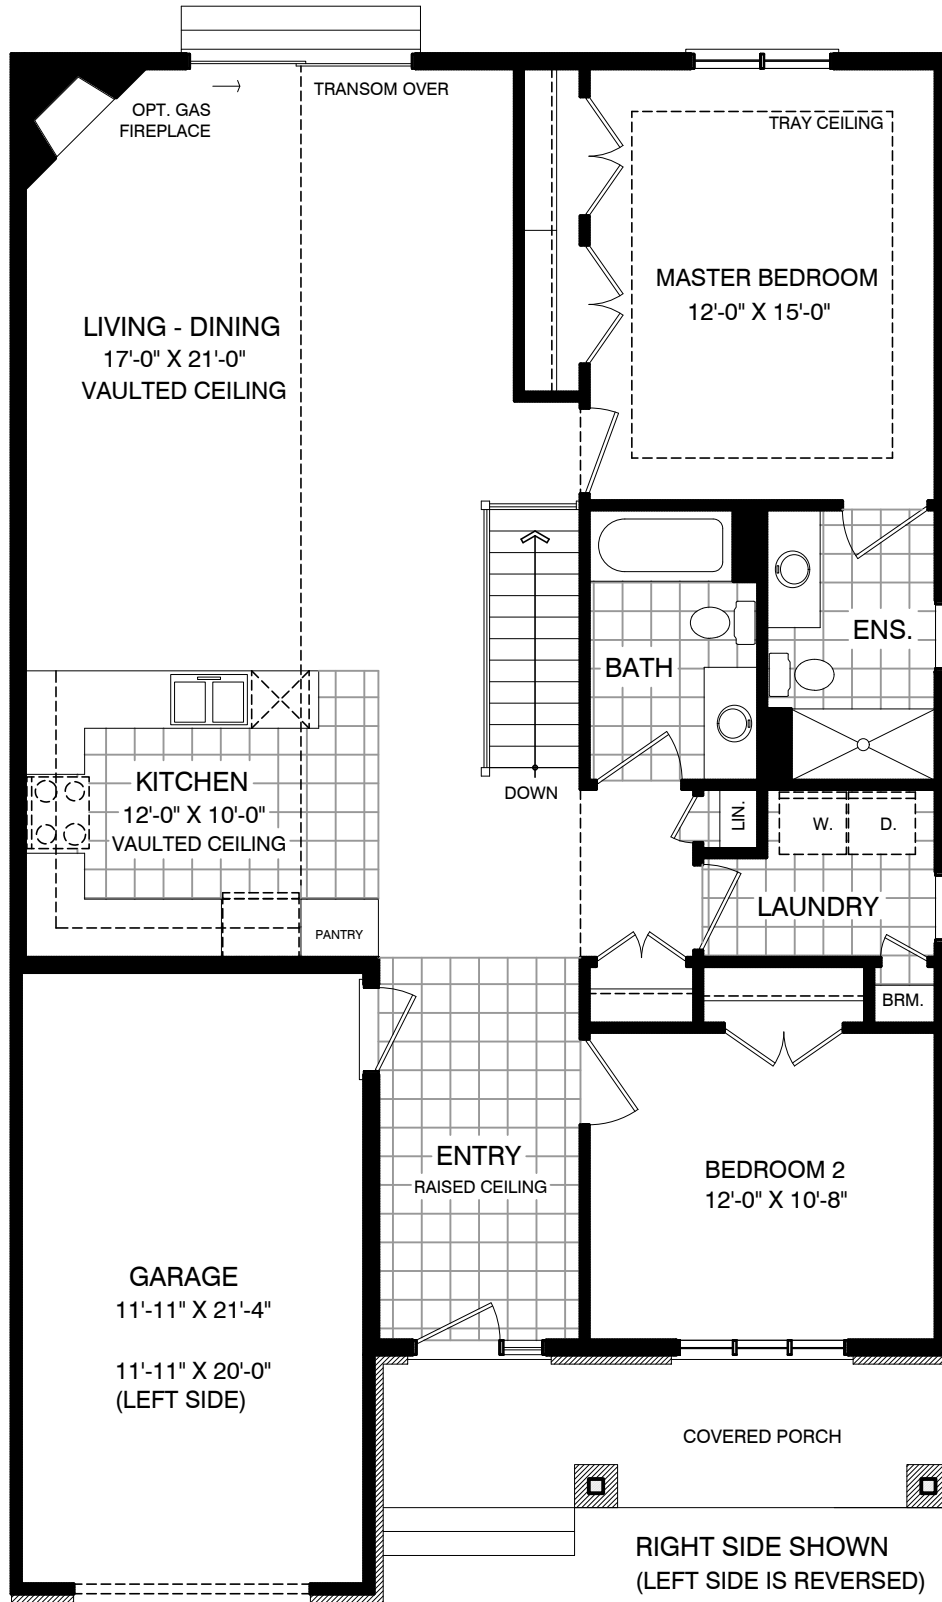 OPT. GAS
FIREPLACE
TRANSOM OVER
TRAY CEILING
MASTER BEDROOM
12'-0" X 15'-0"
LIVING - DINING
17'-0" X 21'-0"
VAULTED CEILING
BATH
ENS.
KITCHEN
12'-0" X 10'-0"
VAULTED CEILING
DOWN
LIN.
W.
D.
LAUNDRY
PANTRY
BRM.
ENTRY
RAISED CEILING
BEDROOM 2
12'-0" X 10'-8"
GARAGE
11'-11" X 21'-4"
11'-11" X 20'-0"
(LEFT SIDE)
COVERED PORCH
RIGHT SIDE SHOWN
(LEFT SIDE IS REVERSED)